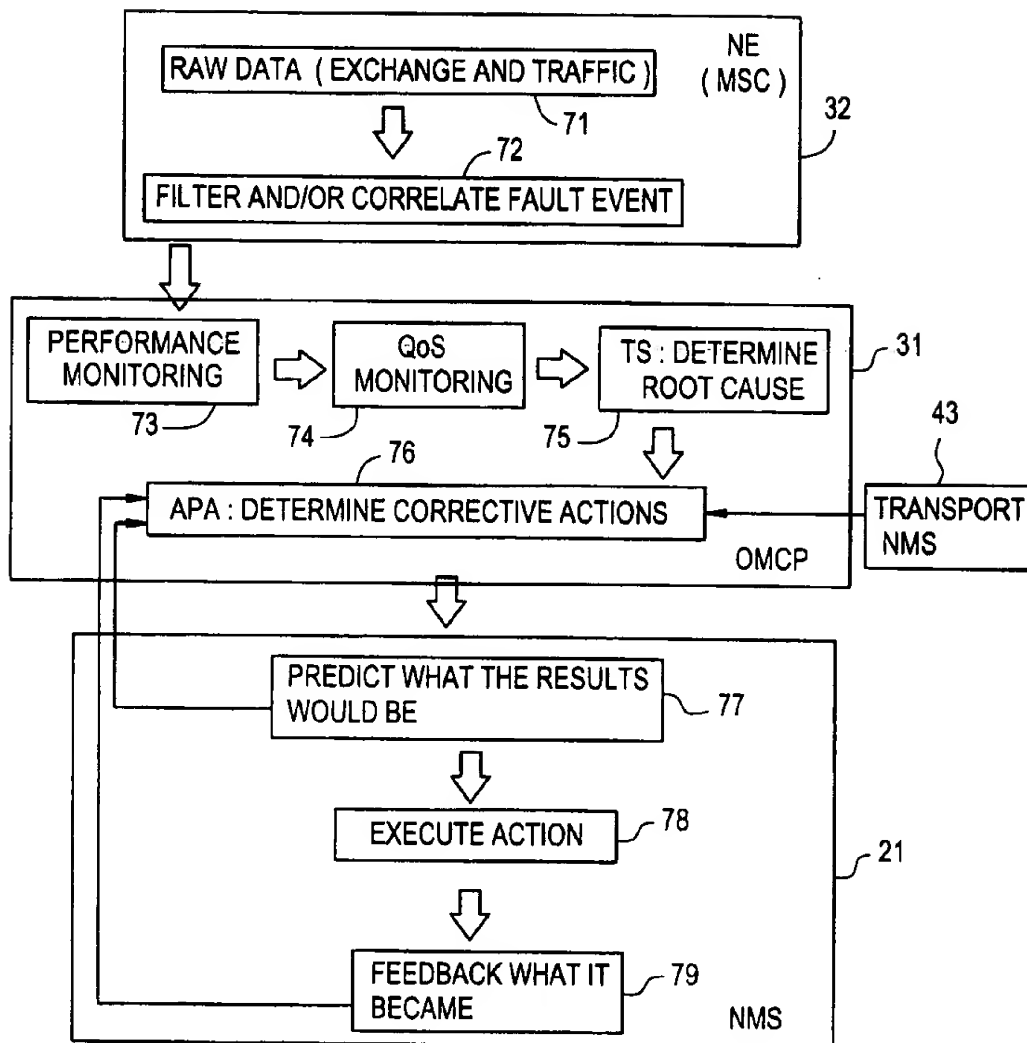 NE
( MSC )
RAW DATA ( EXCHANGE AND TRAFFIC )
71
32
72
FILTER AND/OR CORRELATE FAULT EVENT
PERFORMANCE
MONITORING
73
QoS
MONITORING
74
TS : DETERMINE
ROOT CAUSE
75
31
76
43
APA : DETERMINE CORRECTIVE ACTIONS
TRANSPORT
NMS
OMCP
PREDICT WHAT THE RESULTS
WOULD BE
77
EXECUTE ACTION
78
21
FEEDBACK WHAT IT
BECAME
79
NMS